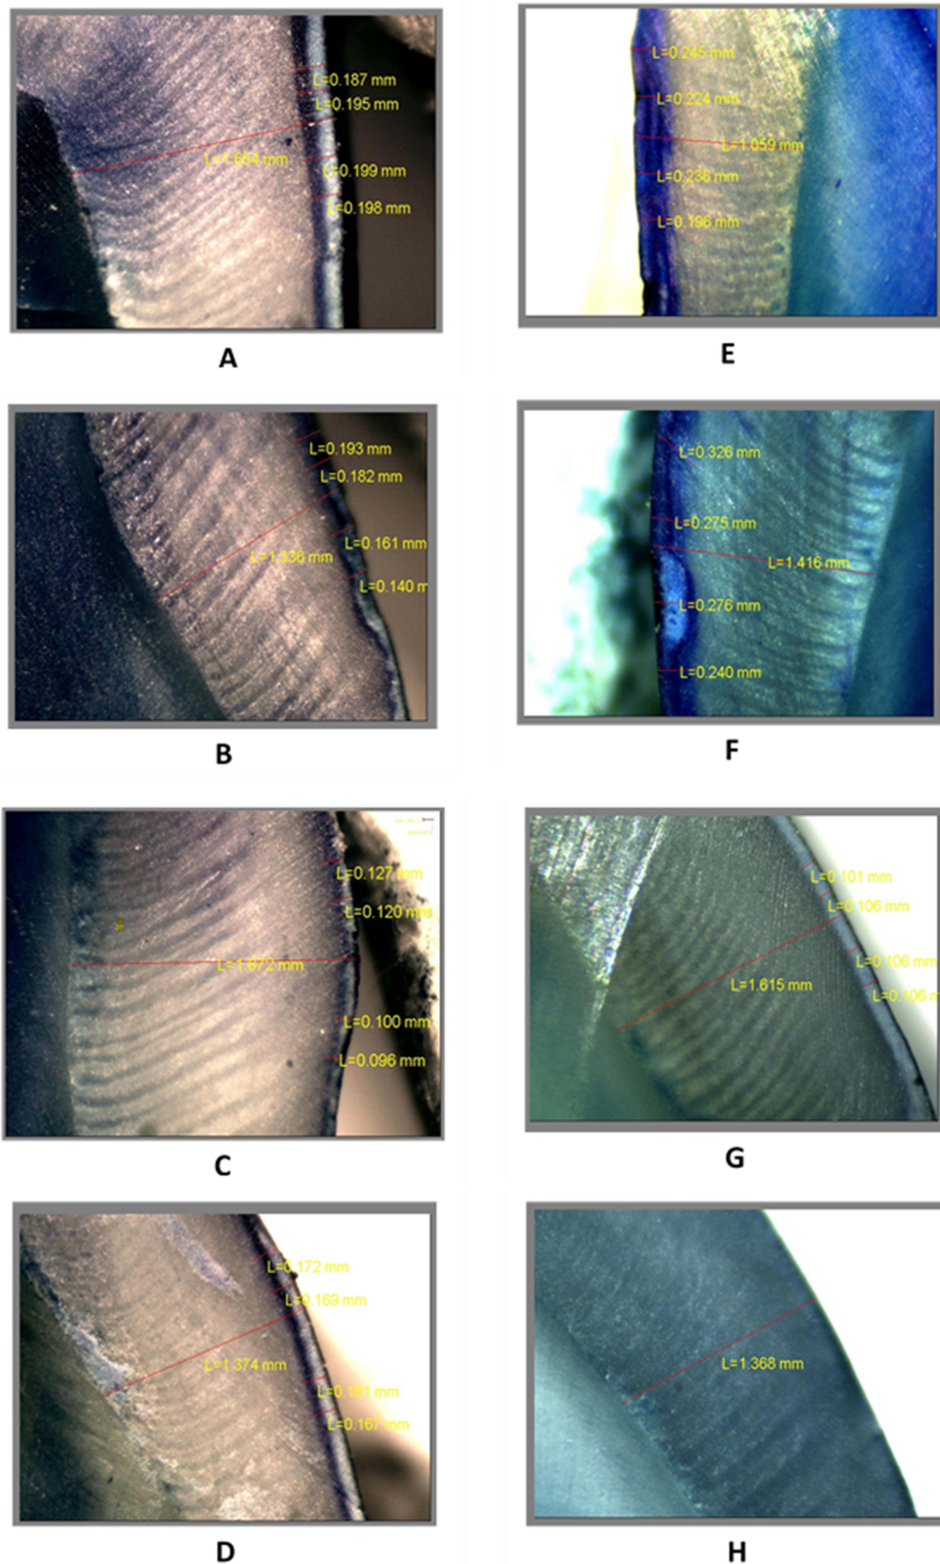 L=0.187 mm
L=0.195 mm
L=1.654 mm
L=0.199 mm
L=0.198 mm
A
L=0.245 mm
L=0.224 mm
L=1.059 mm
L=0.236 mm
L=0.196 mm
E
L=0.193 mm
L=0.182 mm
L=0.161 mm
L=1.336 mm
L=0.140 m
B
L=0.326 mm
L=0.275 mm
L=1.416 mm
L=0.276 mm
L=0.240 mm
F
L=0.127 mm
L=0.120 mm
L=1.672 mm
L=0.100 mm
L=0.096 mm
C
L=0.101 mm
L=0.106 mm
L=0.106 mm
L=1.615 mm
L=0.106 m
G
L=0.172 mm
L=0.169 mm
L=1.374 mm
L=0.161 mm
L=0.167 mm
D
L=1.368 mm
H